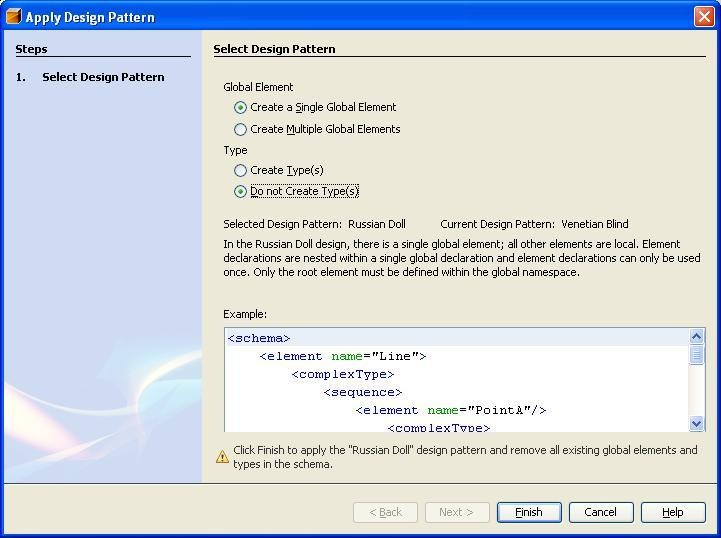 Apply Design Pattern
Steps
1. Select Design Pattern
Select Design Pattern
Global Element
Create a Single Global Element
Create Multiple Global Elements
Type
Create Type(s)
Do not Create Type(s)
Selected Design Pattern: Russian Doll Current Design Pattern: Venetian Blind
In the Russian Doll design, there is a single global element; all other elements are local. Element
declarations are nested within a single global declaration and element declarations can only be used
once. Only the root element must be defined within the global namespace.
Example:
<schema>
<element name="Line">
<complexType>
<sequence>
<element name="PointA"/>
<complexType>
Click Finish to apply the "Russian Doll" design pattern and remove all existing global elements and
types in the schema.
< Back Next > Finish Cancel Help